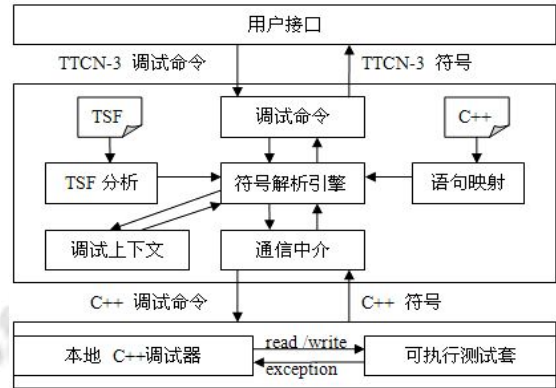 用户接口
TTCN-3 调试命令 TTCN-3 符号
TSF 调试命令 C++
TSF 分析 符号解析引擎 语句映射
调试上下文 通信中介
C++ 调试命令 C++ 符号
本地 C++调试器 read /write 可执行测试套
exception